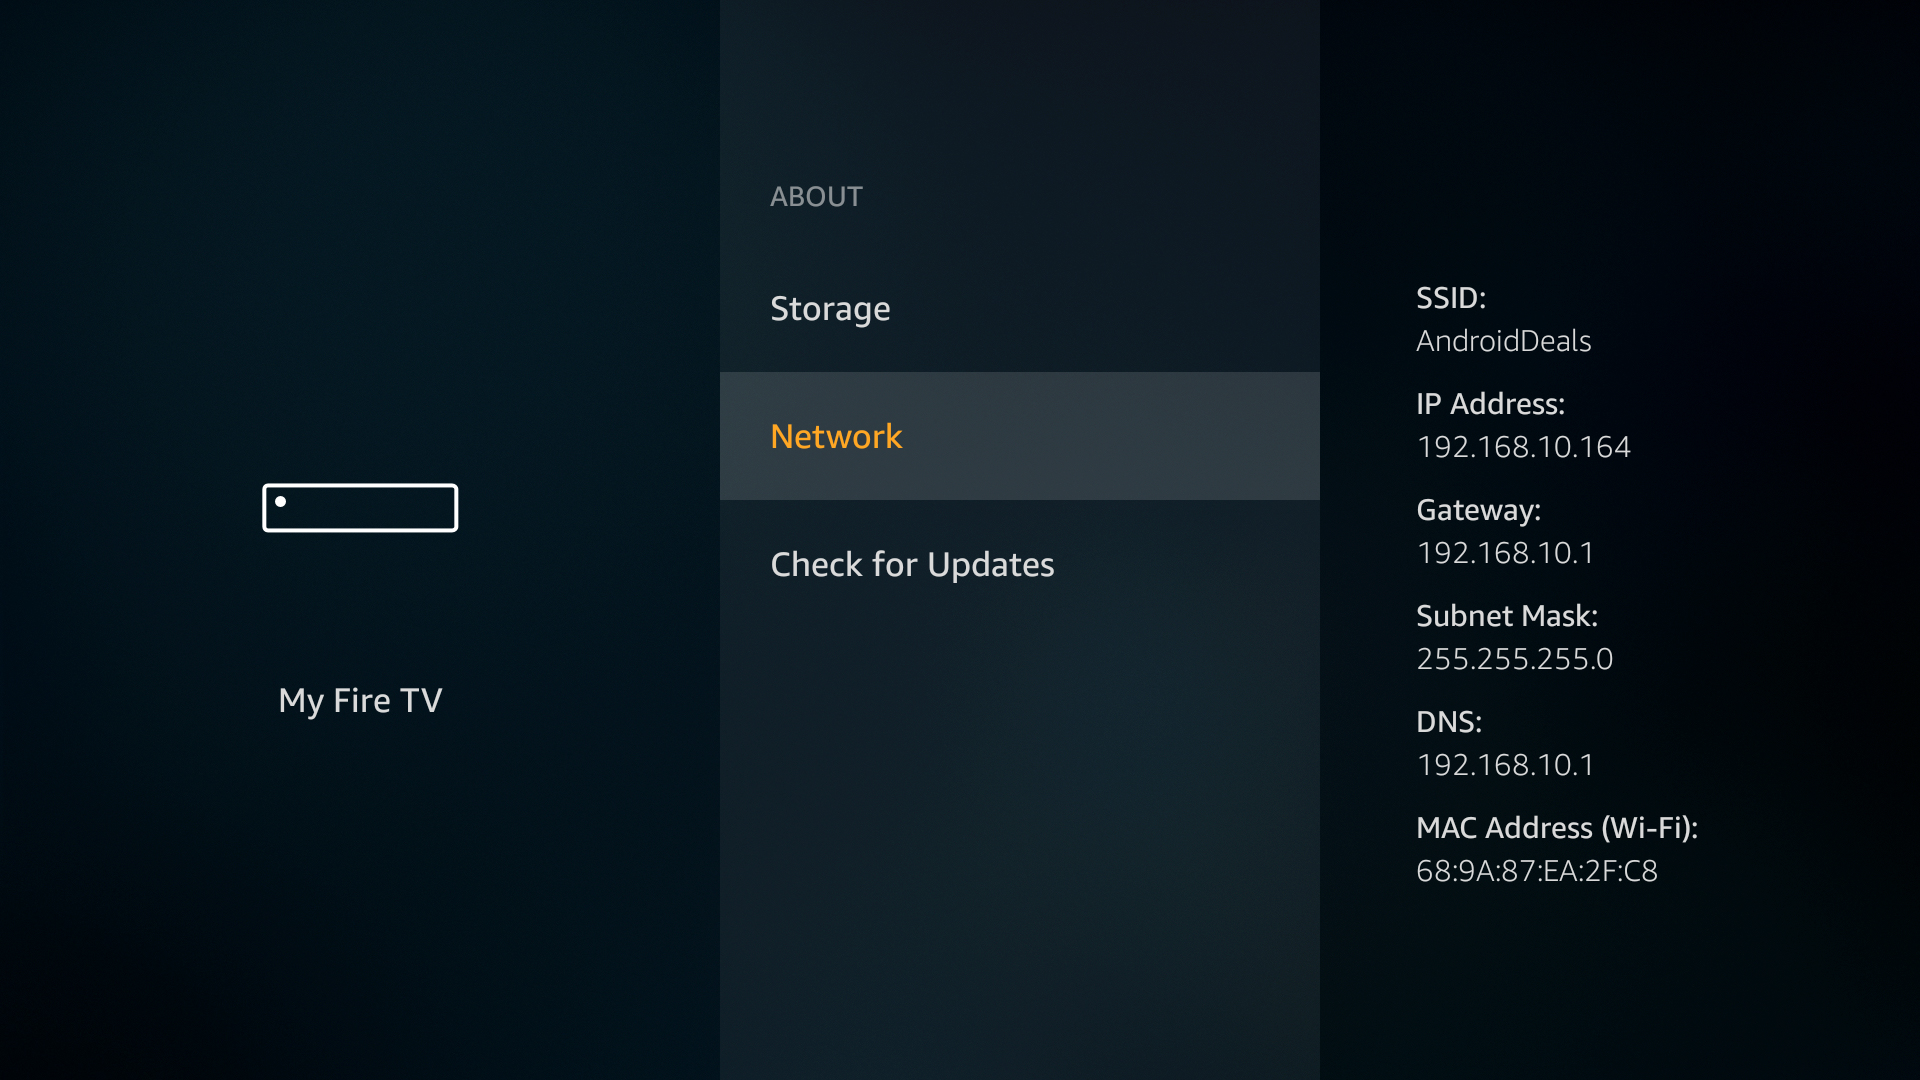 My Fire TV
ABOUT
Storage
Network
Check for Updates
SSID:
AndroidDeals
IP Address:
192.168.10.164
Gateway:
192.168.10.1
Subnet Mask:
255.255.255.0
DNS:
192.168.10.1
MAC Address (Wi-Fi):
68:9A:87:EA:2F:C8